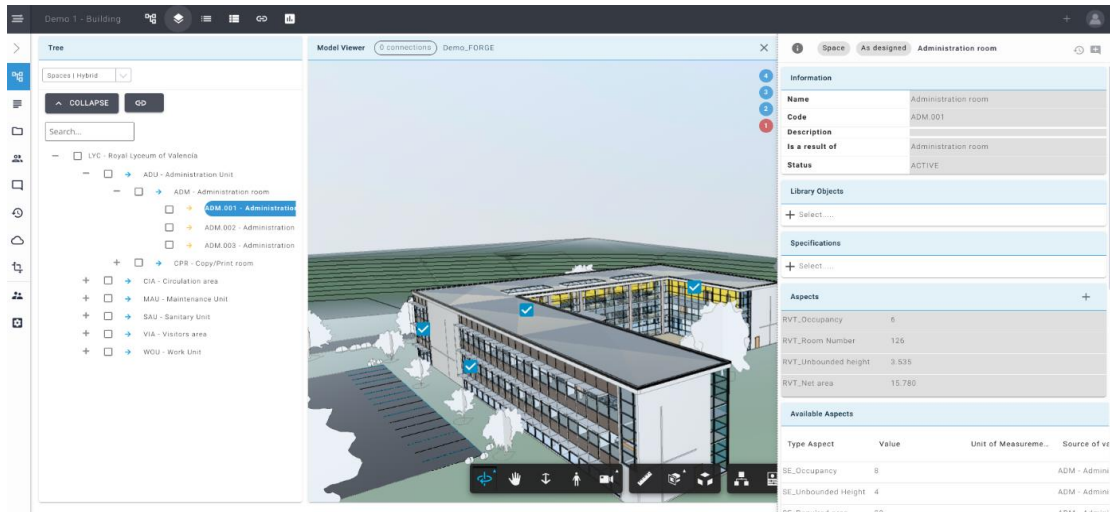 Demo 1 - Building
Tree
Spaces | Hybrid
COLLAPSE
Search...
LYC - Royal Lyceum of Valencia
ADU - Administration Unit
ADM - Administration room
ADM.001 - Administration
ADM.002 - Administration
ADM.003 - Administration
CPR - Copy/Print room
CIA - Circulation area
MAU - Maintenance Unit
SAU - Sanitary Unit
VIA - Visitors area
WOU - Work Unit
Model Viewer 0 connections Demo_FORGE
4
3
2
1
Space As designed Administration room
Information
Name Administration room
Code ADM.001
Description
Is a result of Administration room
Status ACTIVE
Library Objects
+ Select....
Specifications
+ Select....
Aspects +
RVT_Occupancy 6
RVT_Room Number 126
RVT_Unbounded height 3.535
RVT_Net area 15.780
Available Aspects
Type Aspect Value Unit of Measureme.. Source of va
SE_Occupancy 8 ADM - Admini
SE_Unbounded Height 4 ADM - Admini